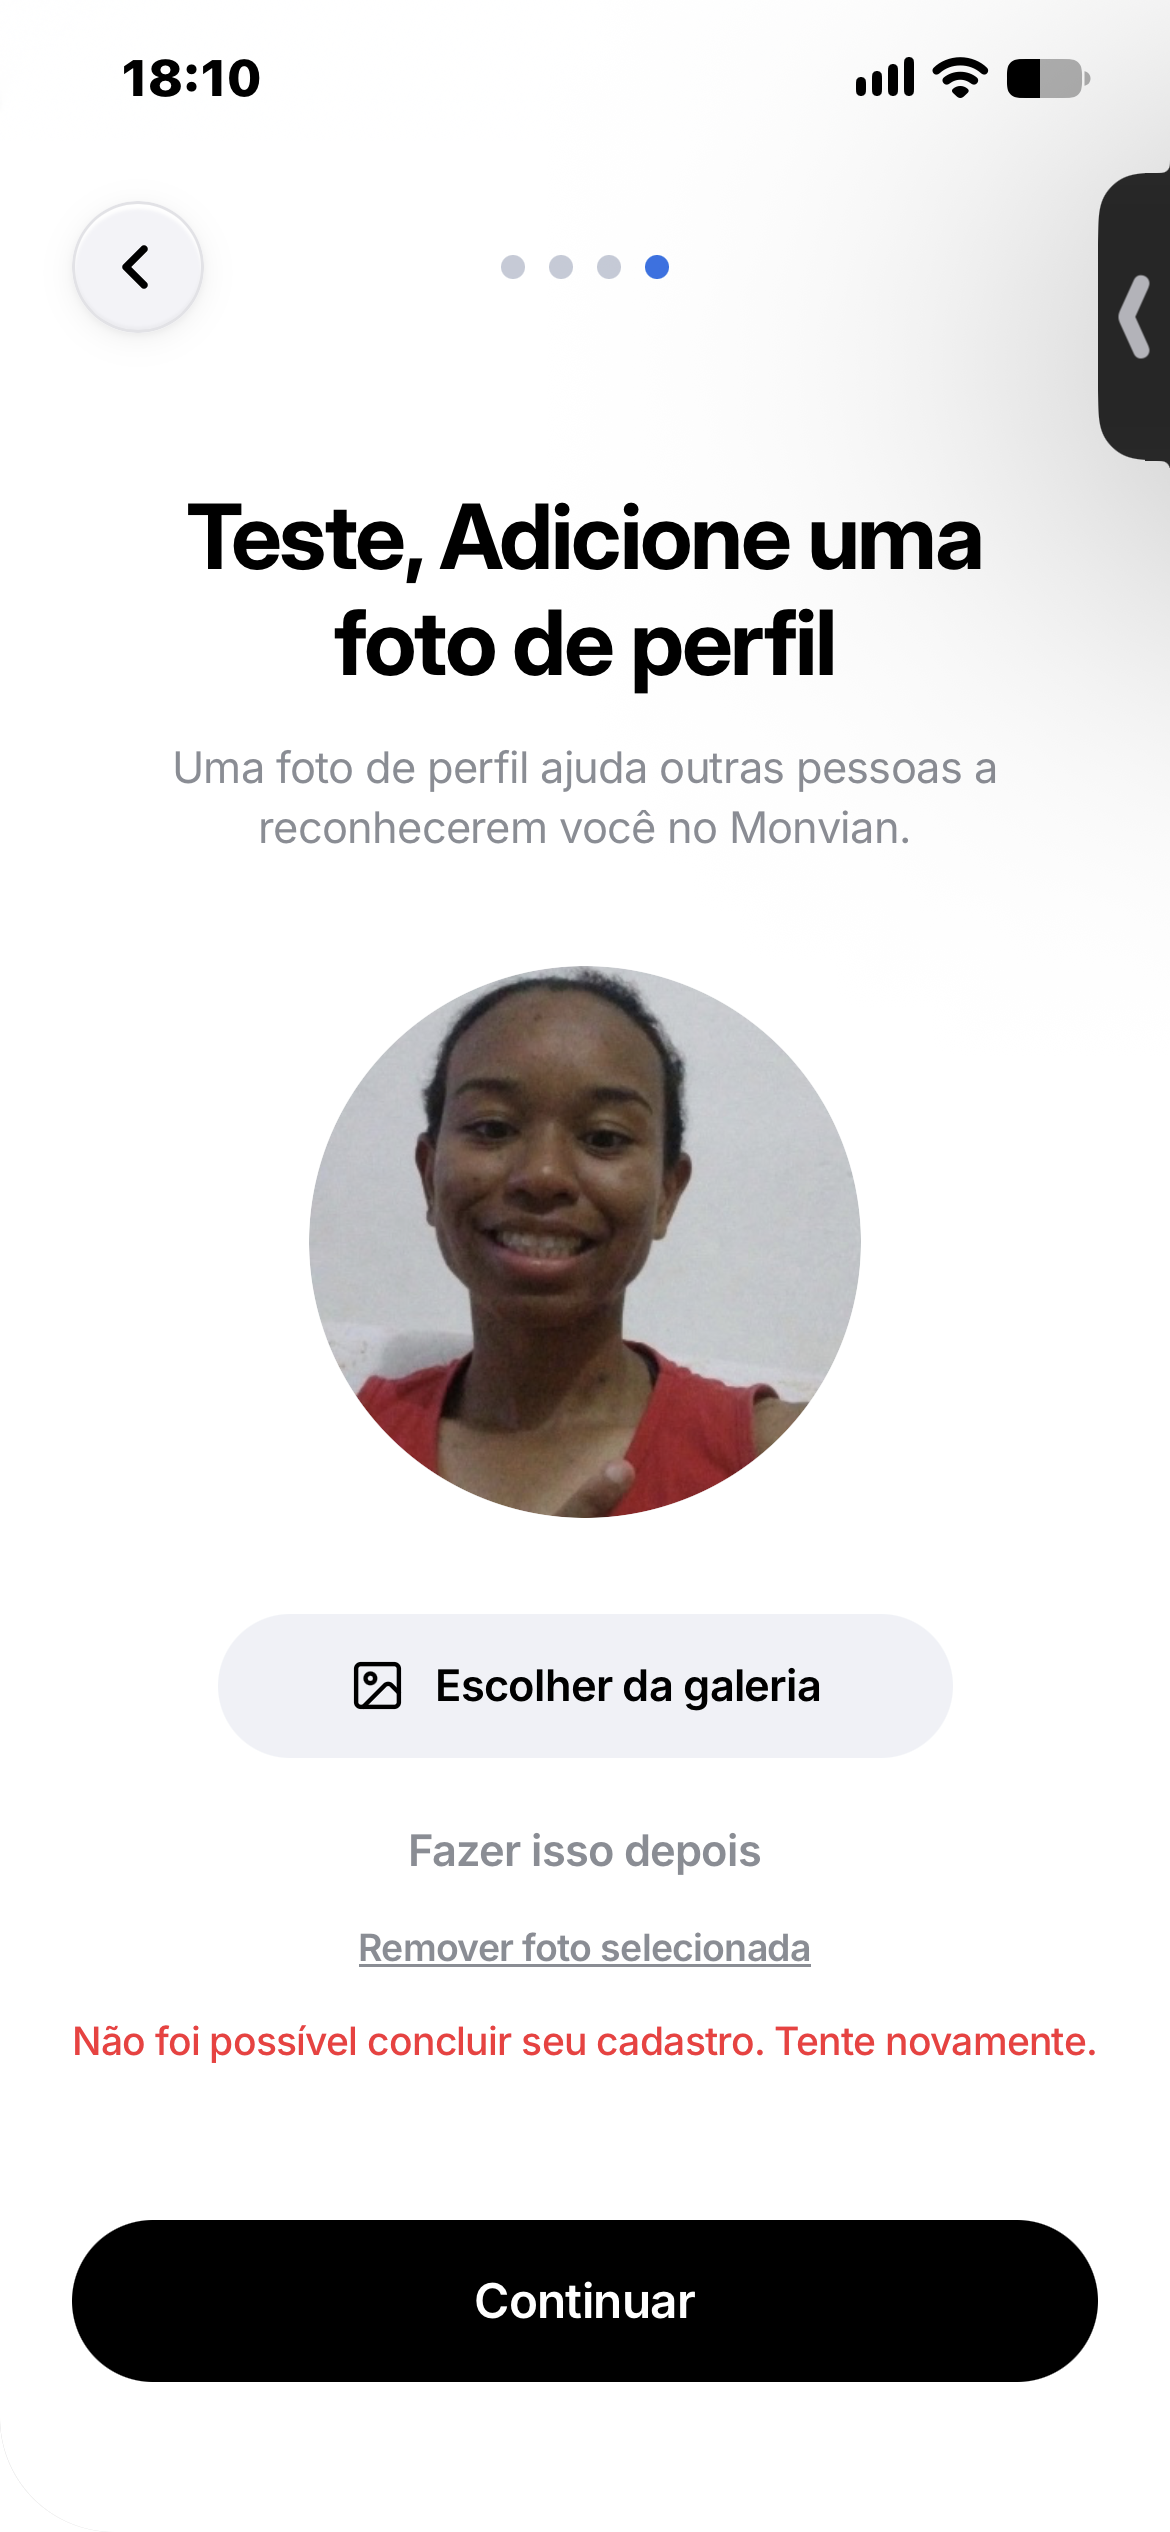 18:10
Teste, Adicione uma
foto de perfil
Uma foto de perfil ajuda outras pessoas a
reconhecerem você no Monvian.
Escolher da galeria
Fazer isso depois
Remover foto selecionada
Não foi possível concluir seu cadastro. Tente novamente.
Continuar